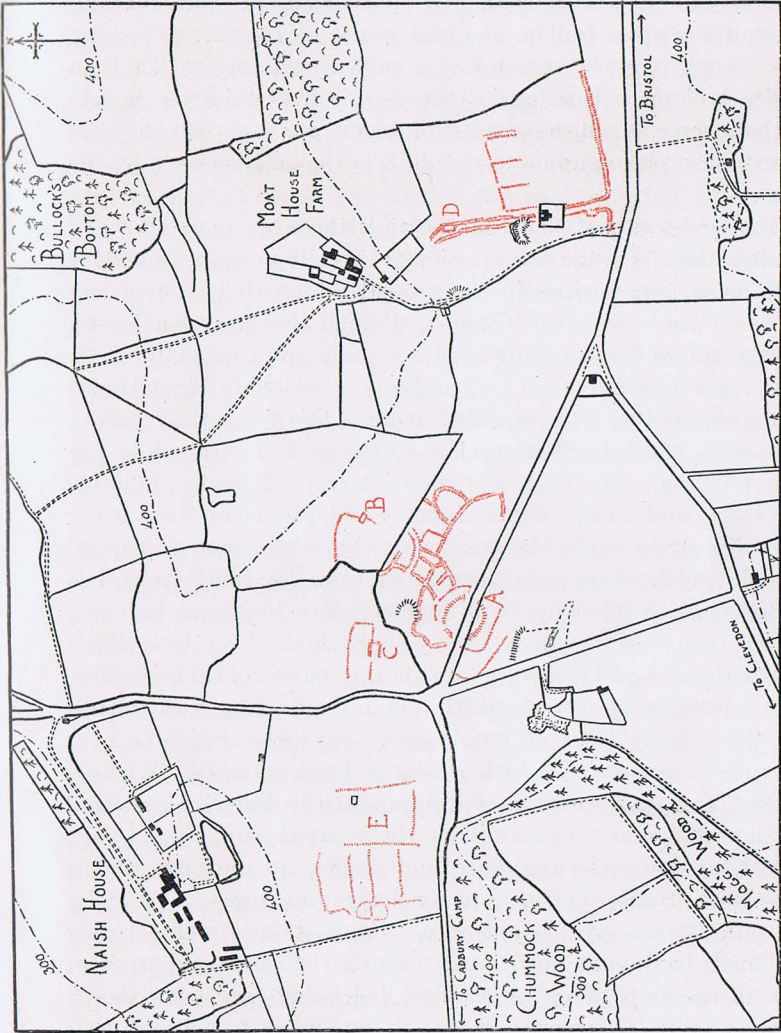 N
400
BULLOCK'S
BOTTOM
MOAT
HOUSE
FARM
D
TO BRISTOL
400
400
B
C
A
NAISH HOUSE
300
400
E
CADBURY CAMP
400
CHUMMOCK
WOOD
300
MOGG'S WOOD
TO CLEVEDON